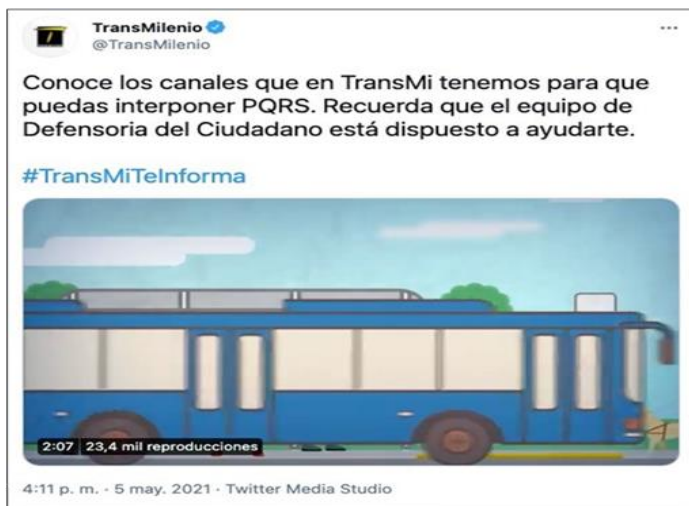 TransMilenio
@TransMilenio
Conoce los canales que en TransMi tenemos para que
puedas interponer PQRS. Recuerda que el equipo de
Defensoria del Ciudadano está dispuesto a ayudarte.
#TransMiTeInforma
2:07 23,4 mil reproducciones
4:11 p. m. · 5 may. 2021 · Twitter Media Studio